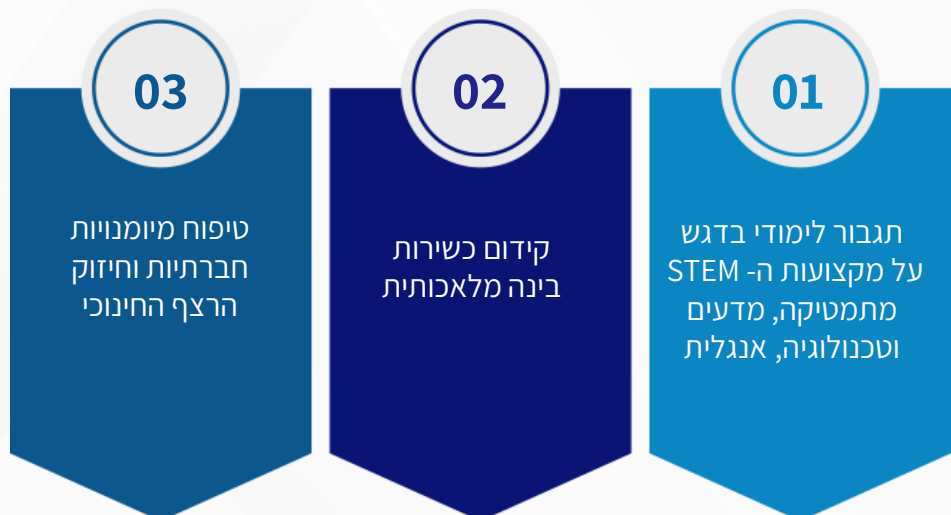 01
תגבור לימודי בדגש
על מקצועות ה- STEM
מתמטיקה, מדעים
וטכנולוגיה, אנגלית
02
קידום כשירות
בינה מלאכותית
03
טיפוח מיומנויות
חברתיות וחיזוק
הרצף החינוכי